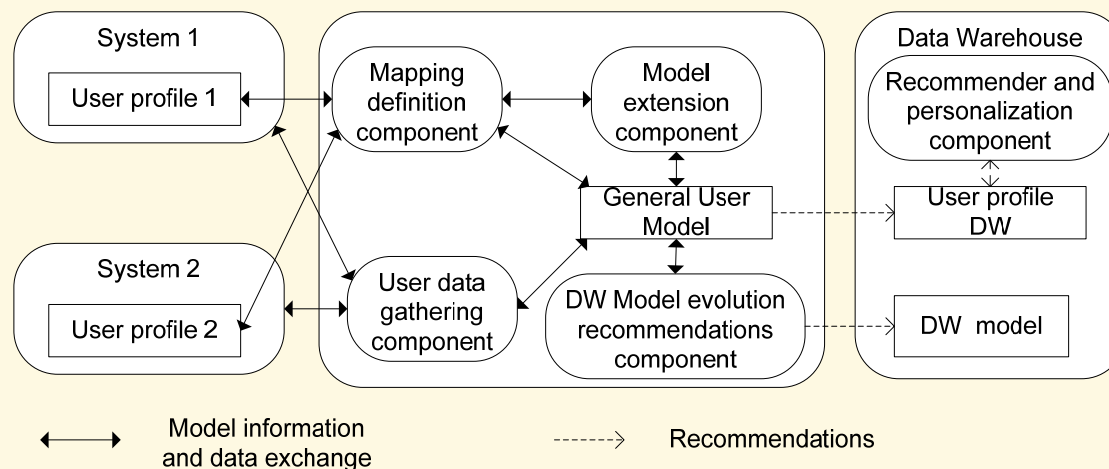 System 1
User profile 1
System 2
User profile 2
Mapping
definition
component
Model
extension
component
General User
Model
User data
gathering
component
DW Model evolution
recommendations
component
Data Warehouse
Recommender and
personalization
component
User profile
DW
DW model
Model information
and data exchange
Recommendations